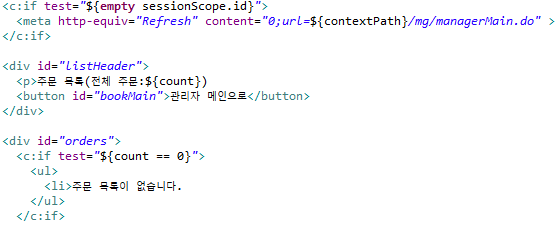 <c:if test="${empty sessionScope.id}">
<meta http-equiv="Refresh" content="0;url=${contextPath}/mg/managerMain.do" >
</c:if>
<div id="listHeader">
<p>주문 목록(전체 주문:${count})
<button id="bookMain">관리자 메인으로</button>
</div>
<div id="orders">
<c:if test="${count == 0}">
<ul>
<li>주문 목록이 없습니다.
</ul>
</c:if>